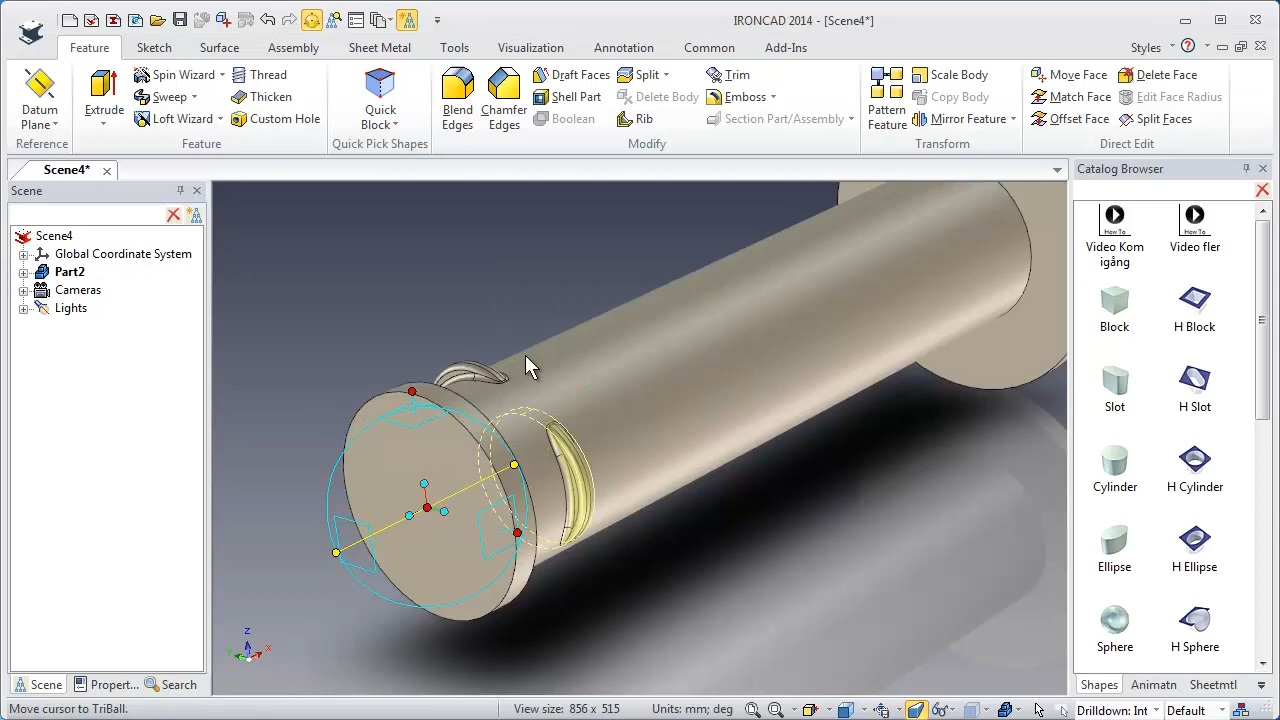 IRONCAD 2014 - [Scene4*]
Feature Sketch Surface Assembly Sheet Metal Tools Visualization Annotation Common Add-Ins Styles
Datum Plane
Reference
Extrude
Spin Wizard
Sweep
Loft Wizard
Thread
Thicken
Custom Hole
Feature
Quick Block
Quick Pick Shapes
Blend Edges
Chamfer Edges
Draft Faces
Shell Part
Boolean
Split
Delete Body
Rib
Trim
Emboss
Section Part/Assembly
Modify
Pattern Feature
Scale Body
Copy Body
Mirror Feature
Transform
Move Face
Match Face
Offset Face
Delete Face
Edit Face Radius
Split Faces
Direct Edit
Scene4*
Scene
Scene4
Global Coordinate System
Part2
Cameras
Lights
Scene Propert... Search
Z
Y
X
Catalog Browser
How To How To
Video Kom igång
Video fler
Block H Block
Slot H Slot
Cylinder H Cylinder
Ellipse H Ellipse
Sphere H Sphere
Shapes Animatn Sheetmtl
Move cursor to TriBall. View size: 856 x 515 Units: mm; deg Drilldown: Int Default